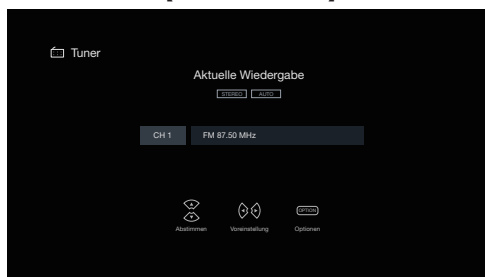 Tuner
Aktuelle Wiedergabe
STEREO AUTO
CH 1 FM 87.50 MHz
OPTION
Abstimmen Voreinstellung Optionen